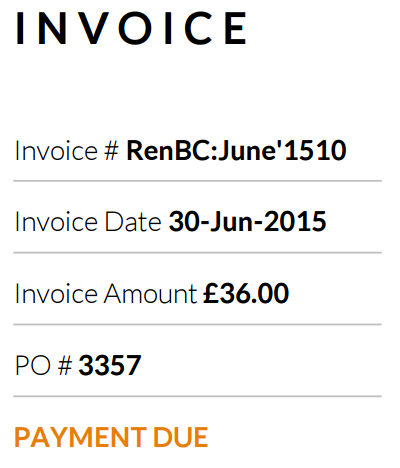 INVOICE
Invoice # RenBC:June'1510
Invoice Date 30-Jun-2015
Invoice Amount £36.00
PO # 3357
PAYMENT DUE